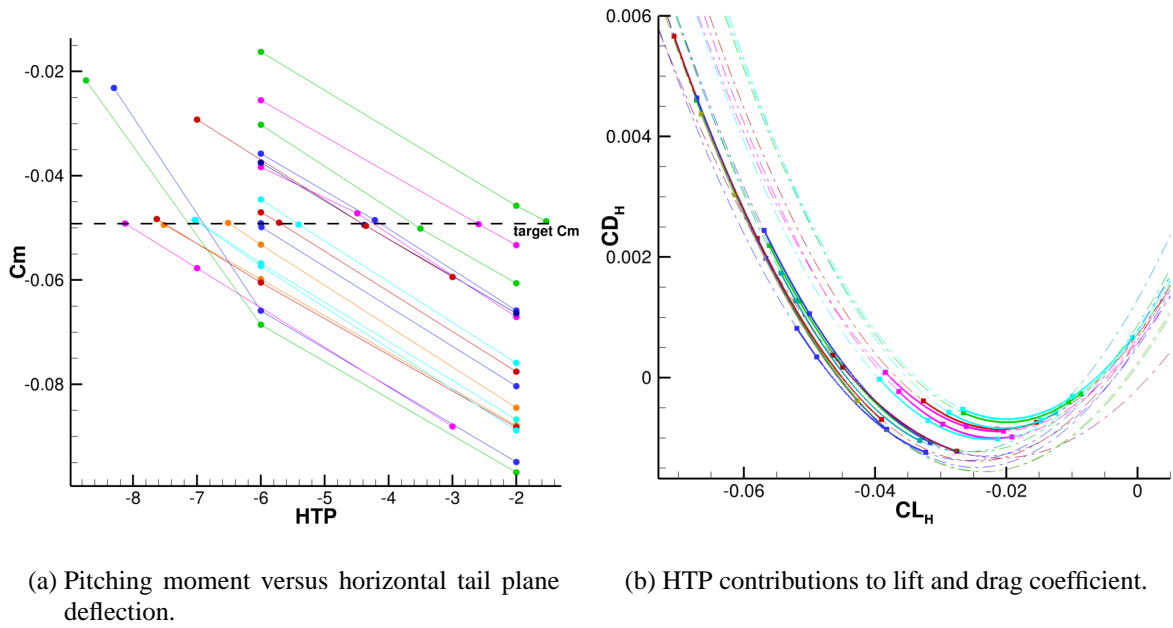 -0.02
-0.04
-0.06
-0.08
Cm
target Cm
-8
-7
-6
-5
-4
-3
-2
HTP
0.006
0.004
0.002
0
CD_H
-0.06
-0.04
-0.02
0
CL_H
(a) Pitching moment versus horizontal tail plane
deflection.
(b) HTP contributions to lift and drag coefficient.